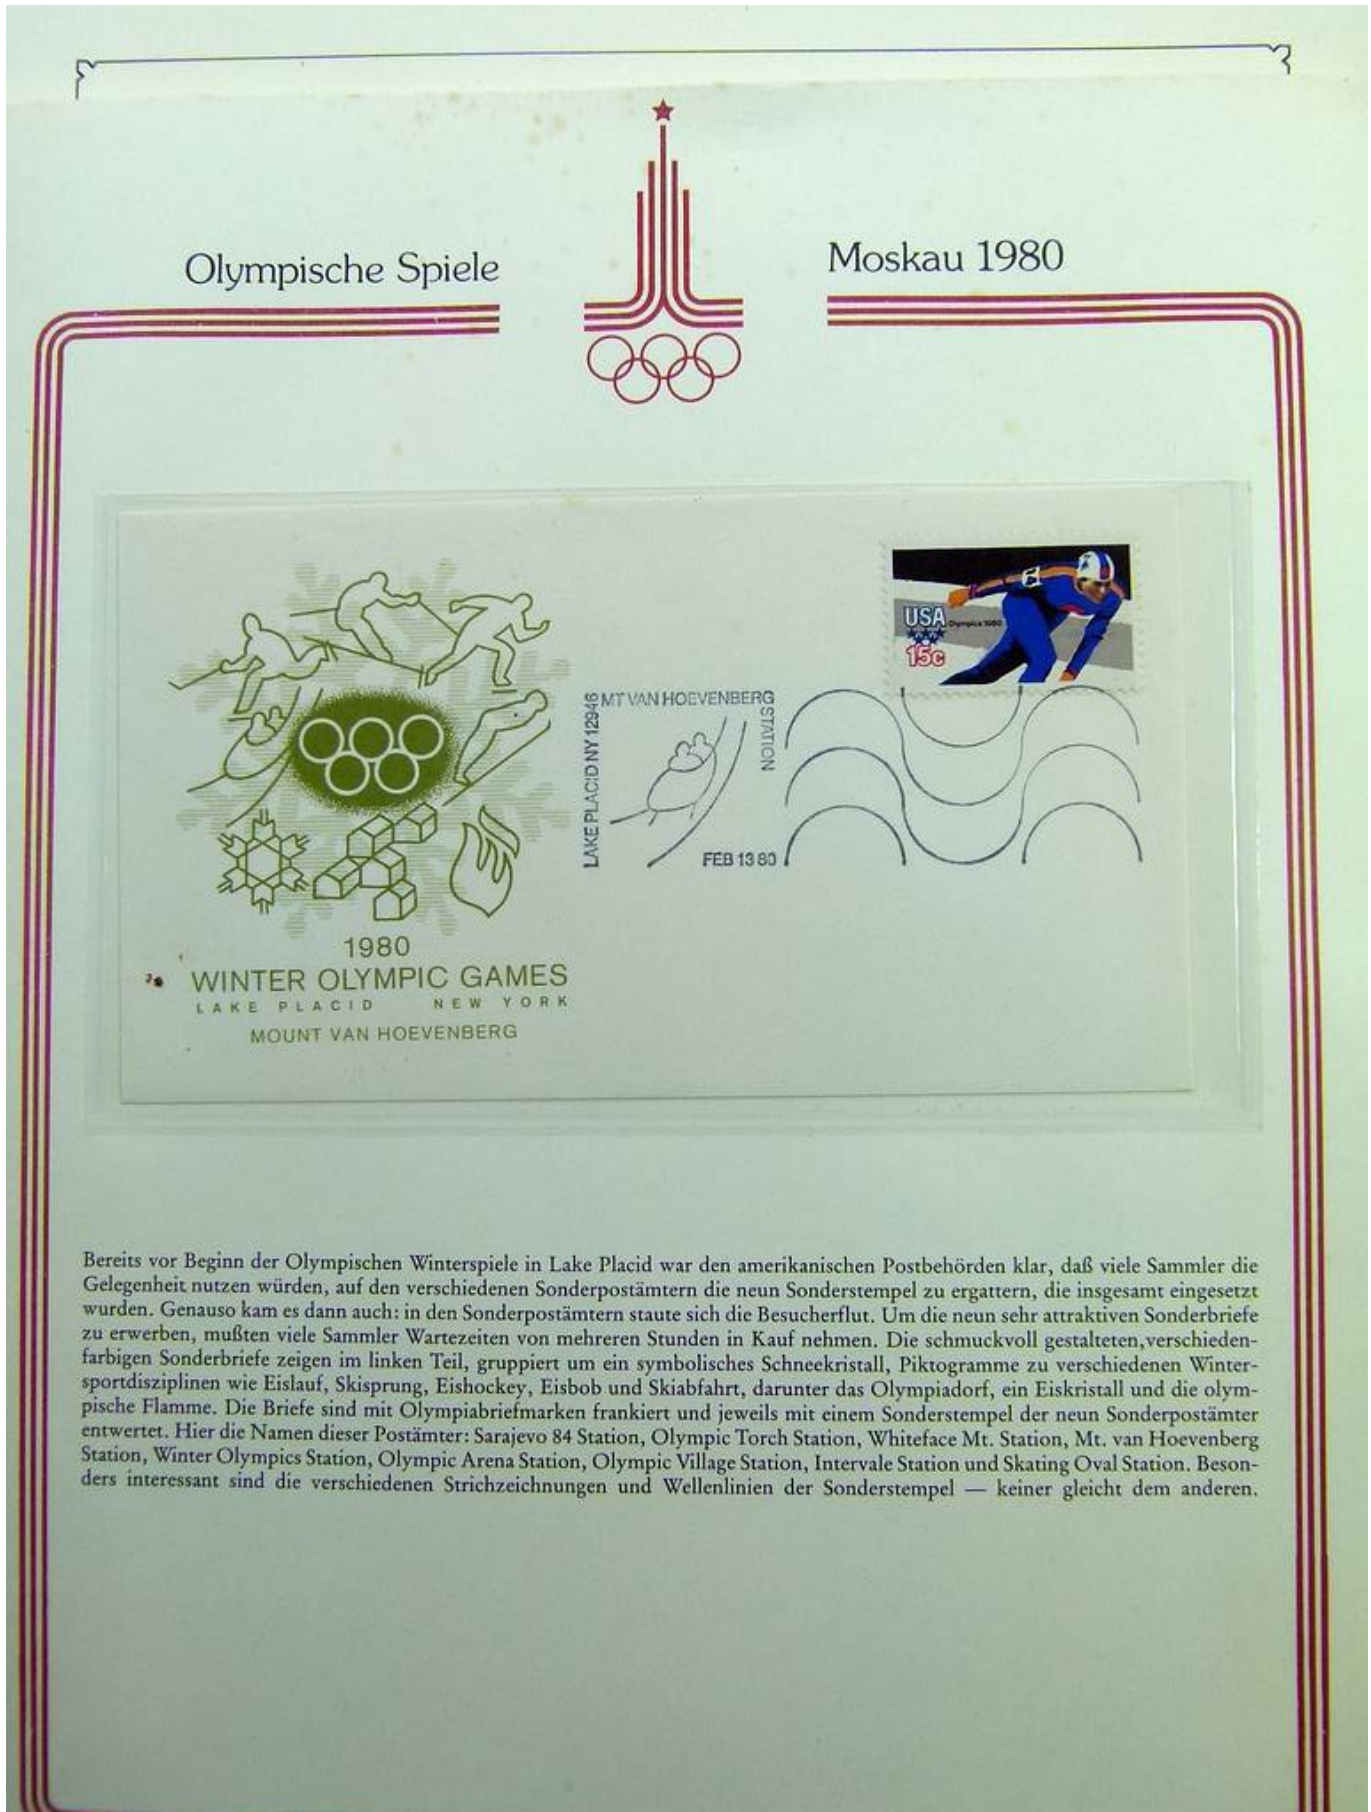 Olympische Spiele
Moskau 1980
USA
Olympics 1980
15c
MT VAN HOEVENBERG
STATION
LAKE PLACID NY 12946
FEB 13 80
1980
WINTER OLYMPIC GAMES
LAKE PLACID NEW YORK
MOUNT VAN HOEVENBERG
Bereits vor Beginn der Olympischen Winterspiele in Lake Placid war den amerikanischen Postbehörden klar, daß viele Sammler die
Gelegenheit nutzen würden, auf den verschiedenen Sonderpostämtern die neun Sonderstempel zu ergattern, die insgesamt eingesetzt
wurden. Genauso kam es dann auch: in den Sonderpostämtern staute sich die Besucherflut. Um die neun sehr attraktiven Sonderbriefe
zu erwerben, mußten viele Sammler Wartezeiten von mehreren Stunden in Kauf nehmen. Die schmuckvoll gestalteten,verschieden-
farbigen Sonderbriefe zeigen im linken Teil, gruppiert um ein symbolisches Schneekristall, Piktogramme zu verschiedenen Winter-
sportdisziplinen wie Eislauf, Skisprung, Eishockey, Eisbob und Skiabfahrt, darunter das Olympiadorf, ein Eiskristall und die olym-
pische Flamme. Die Briefe sind mit Olympiabriefmarken frankiert und jeweils mit einem Sonderstempel der neun Sonderpostämter
entwertet. Hier die Namen dieser Postämter: Sarajevo 84 Station, Olympic Torch Station, Whiteface Mt. Station, Mt. van Hoevenberg
Station, Winter Olympics Station, Olympic Arena Station, Olympic Village Station, Intervale Station und Skating Oval Station. Beson-
ders interessant sind die verschiedenen Strichzeichnungen und Wellenlinien der Sonderstempel — keiner gleicht dem anderen.